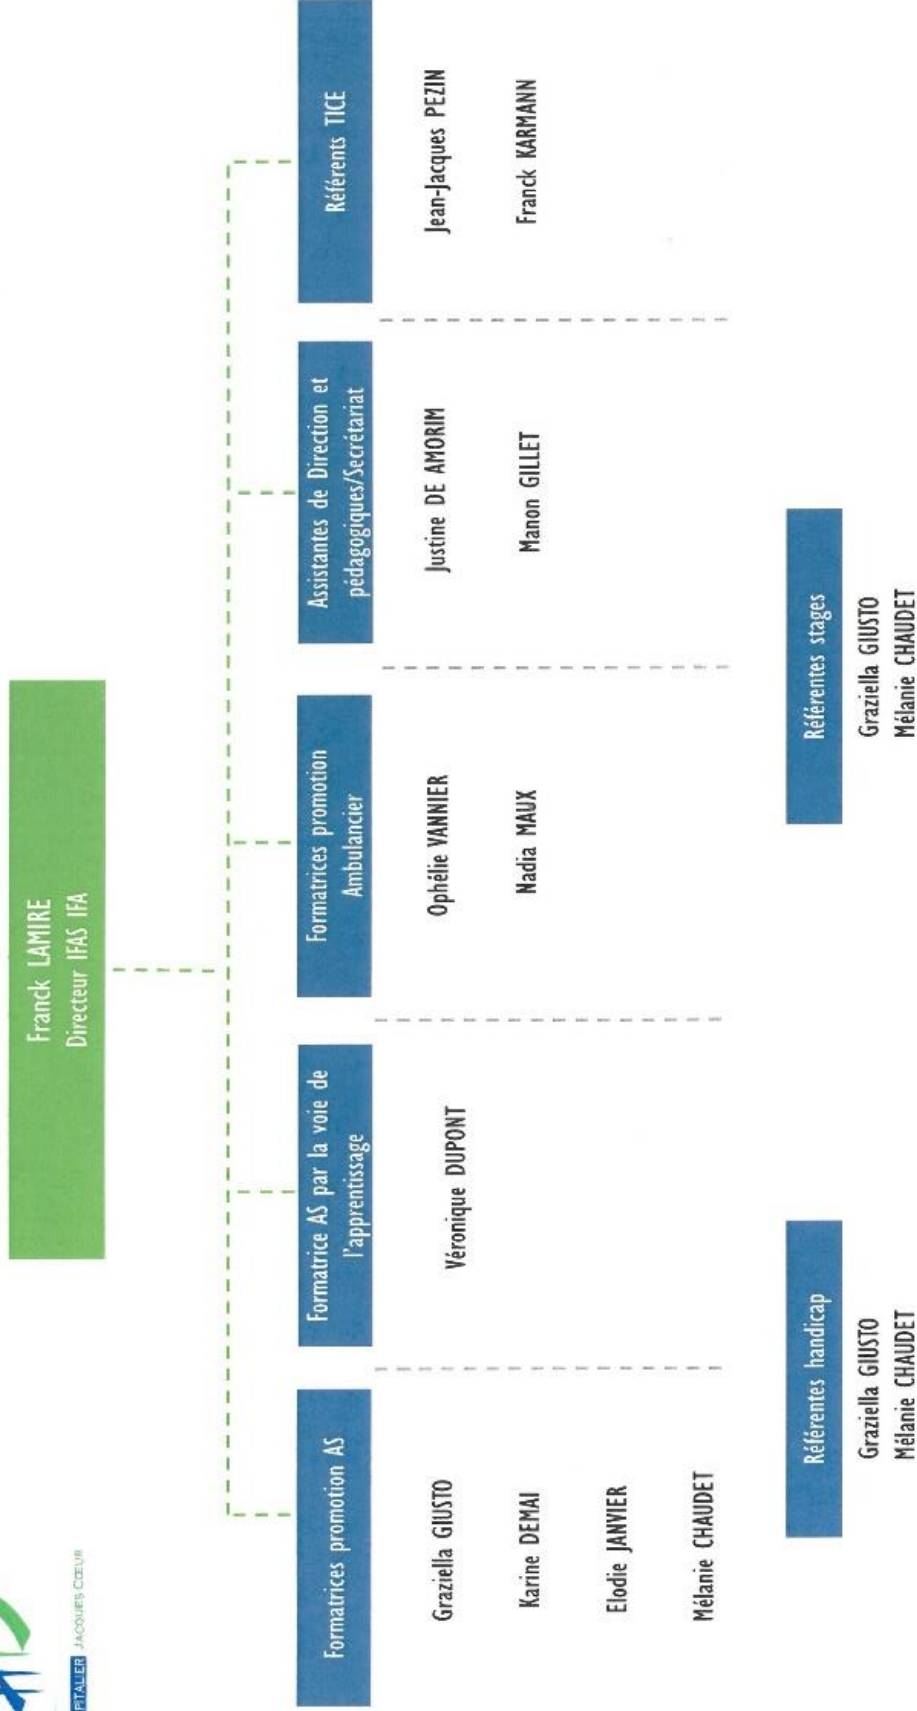 PITALIER JACQUES CŒUR
Franck LAMIRE
Directeur IFAS IFA
Formatrices promotion AS
Graziella GIUSTO
Karine DEMAI
Elodie JANVIER
Mélanie CHAUDET
Formatrice AS par la voie de
l'apprentissage
Véronique DUPONT
Formatrices promotion
Ambulancier
Ophélie VANNIER
Nadia MAUX
Assistantes de Direction et
pédagogiques/Secrétariat
Justine DE AMORIM
Manon GILLET
Référents TICE
Jean-Jacques PEZIN
Franck KARMANN
Référentes handicap
Graziella GIUSTO
Mélanie CHAUDET
Référentes stages
Graziella GIUSTO
Mélanie CHAUDET